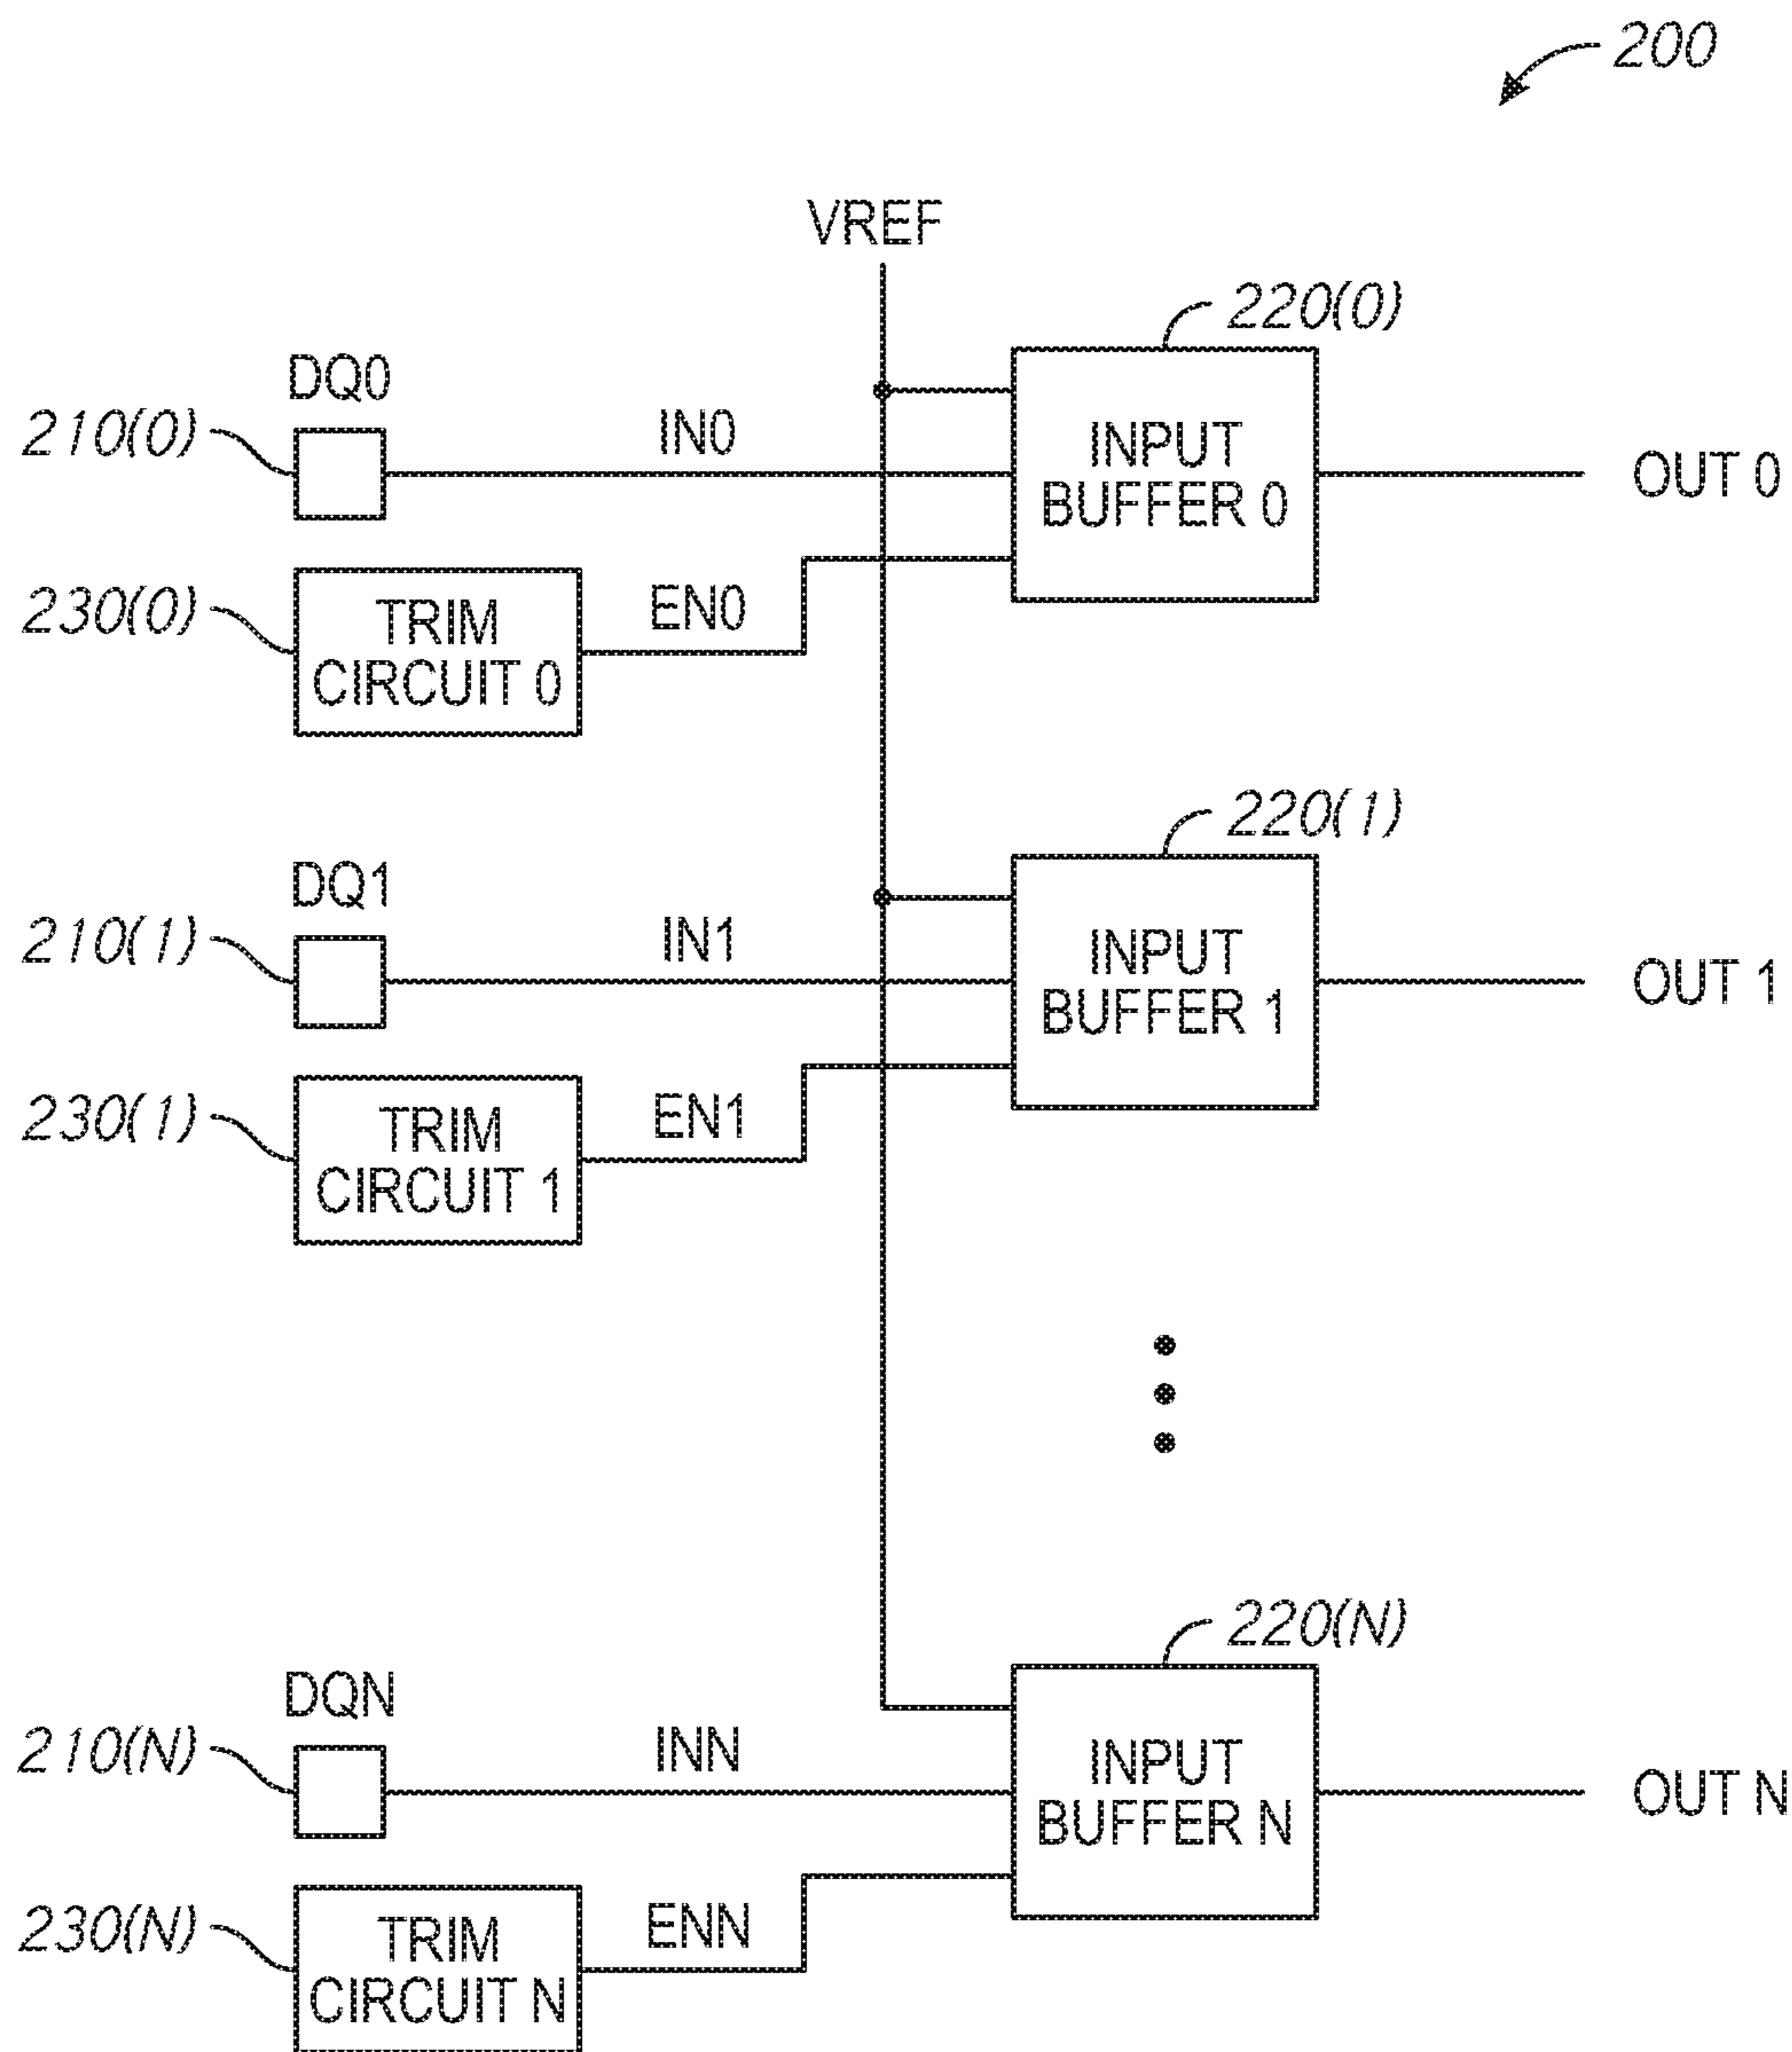 200
VREF
220(0)
DQ0
210(0)
IN0
INPUT
BUFFER 0
OUT 0
230(0)
TRIM
CIRCUIT 0
EN0
220(1)
DQ1
210(1)
IN1
INPUT
BUFFER 1
OUT 1
230(1)
TRIM
CIRCUIT 1
EN1
220(N)
DQN
210(N)
INN
INPUT
BUFFER N
OUT N
230(N)
TRIM
CIRCUIT N
ENN